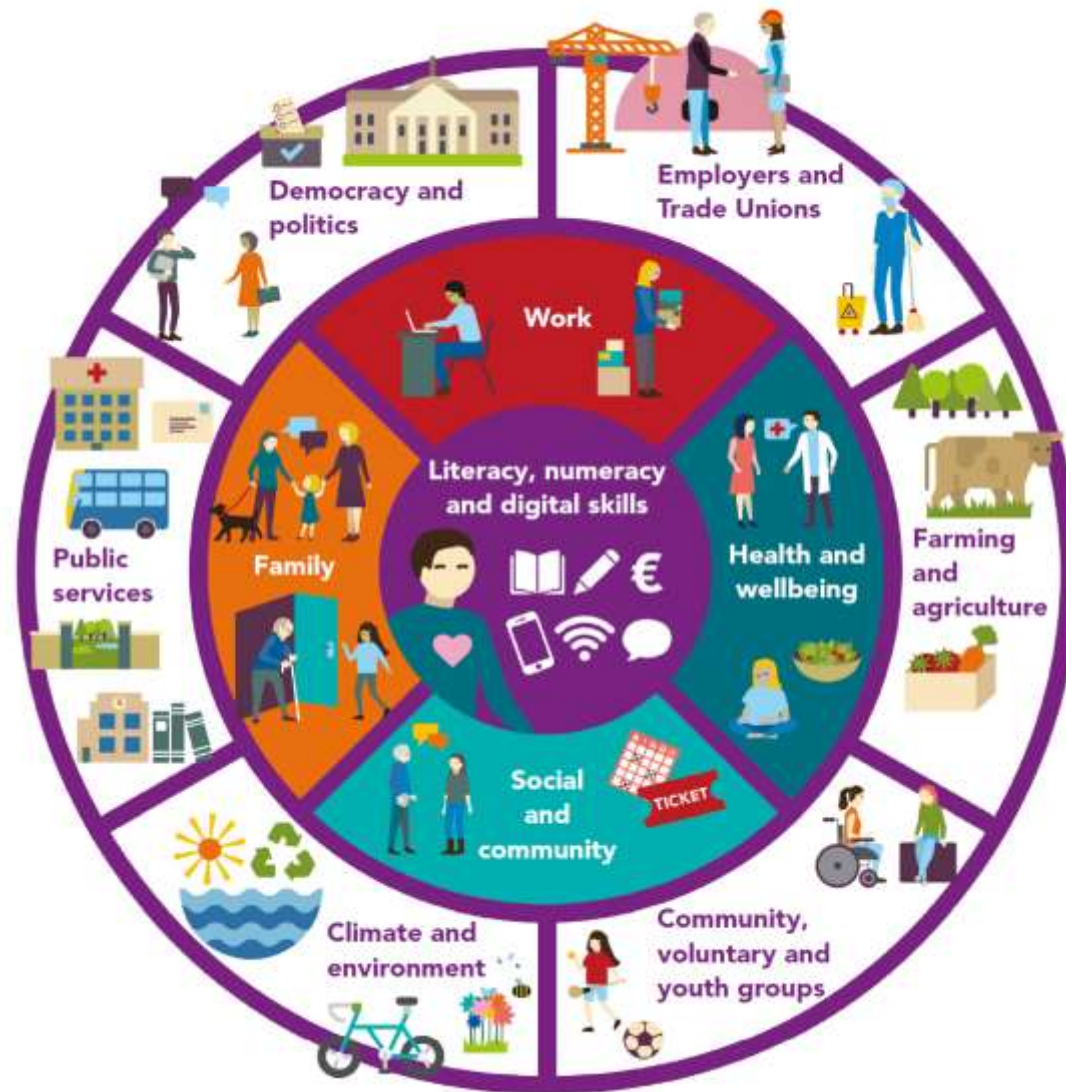 Democracy and
politics
Employers and
Trade Unions
Work
Literacy, numeracy
and digital skills
Family
Health and
wellbeing
Public
services
Farming
and
agriculture
€
Social
and
community
BINGO
TICKET
Climate and
environment
Community,
voluntary and
youth groups